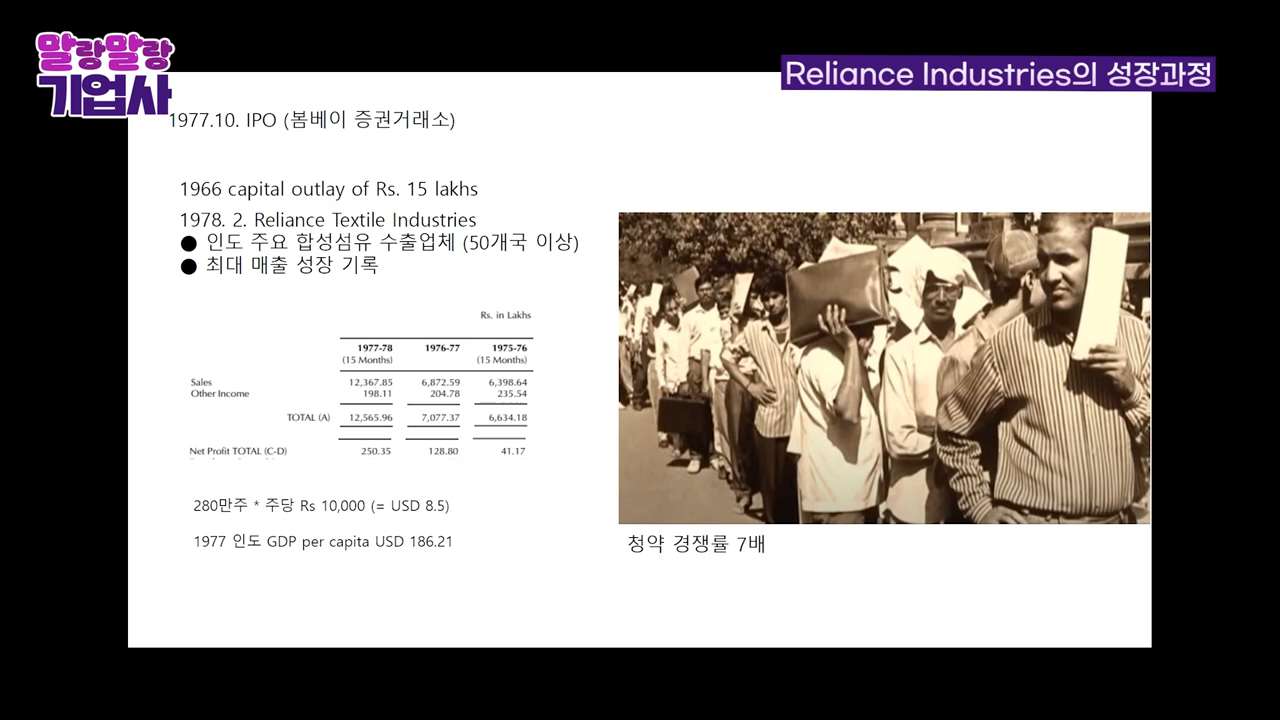 말랑말랑
기업사
Reliance Industries의 성장과정
1977.10. IPO (봄베이 증권거래소)
1966 capital outlay of Rs. 15 lakhs
1978. 2. Reliance Textile Industries
● 인도 주요 합성섬유 수출업체 (50개국 이상)
● 최대 매출 성장 기록
Rs. in Lakhs
1977-78 1976-77 1975-76
(15 Months) (15 Months)
Sales 12,367.85 6,872.59 6,398.64
Other Income 198.11 204.78 235.54
TOTAL (A) 12,565.96 7,077.37 6,634.18
Net Profit TOTAL (C-D) 250.35 128.80 41.17
280만주 * 주당 Rs 10,000 (= USD 8.5)
1977 인도 GDP per capita USD 186.21
청약 경쟁률 7배